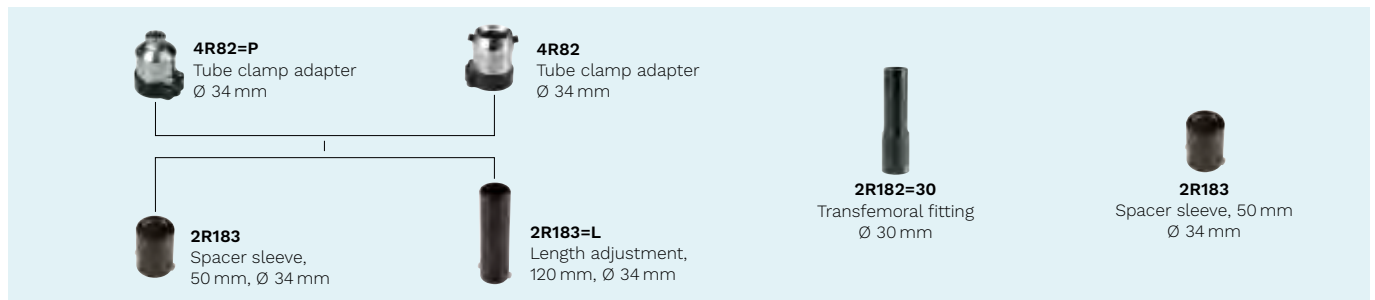 4R82=P
Tube clamp adapter
Ø 34 mm
4R82
Tube clamp adapter
Ø 34 mm
2R183
Spacer sleeve,
50 mm, Ø 34 mm
2R183=L
Length adjustment,
120 mm, Ø 34 mm
2R182=30
Transfemoral fitting
Ø 30 mm
2R183
Spacer sleeve, 50 mm
Ø 34 mm